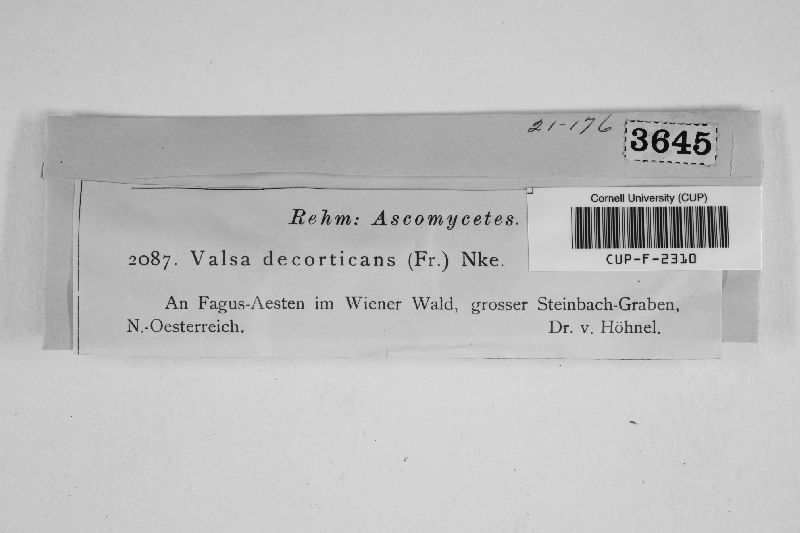 21-176
3645
Cornell University (CUP)
CUP-F-2310
Rehm: Ascomycetes.
2087. Valsa decorticans (Fr.) Nke.
An Fagus-Aesten im Wiener Wald, grosser Steinbach-Graben,
N.-Oesterreich. Dr. v. Höhnel.